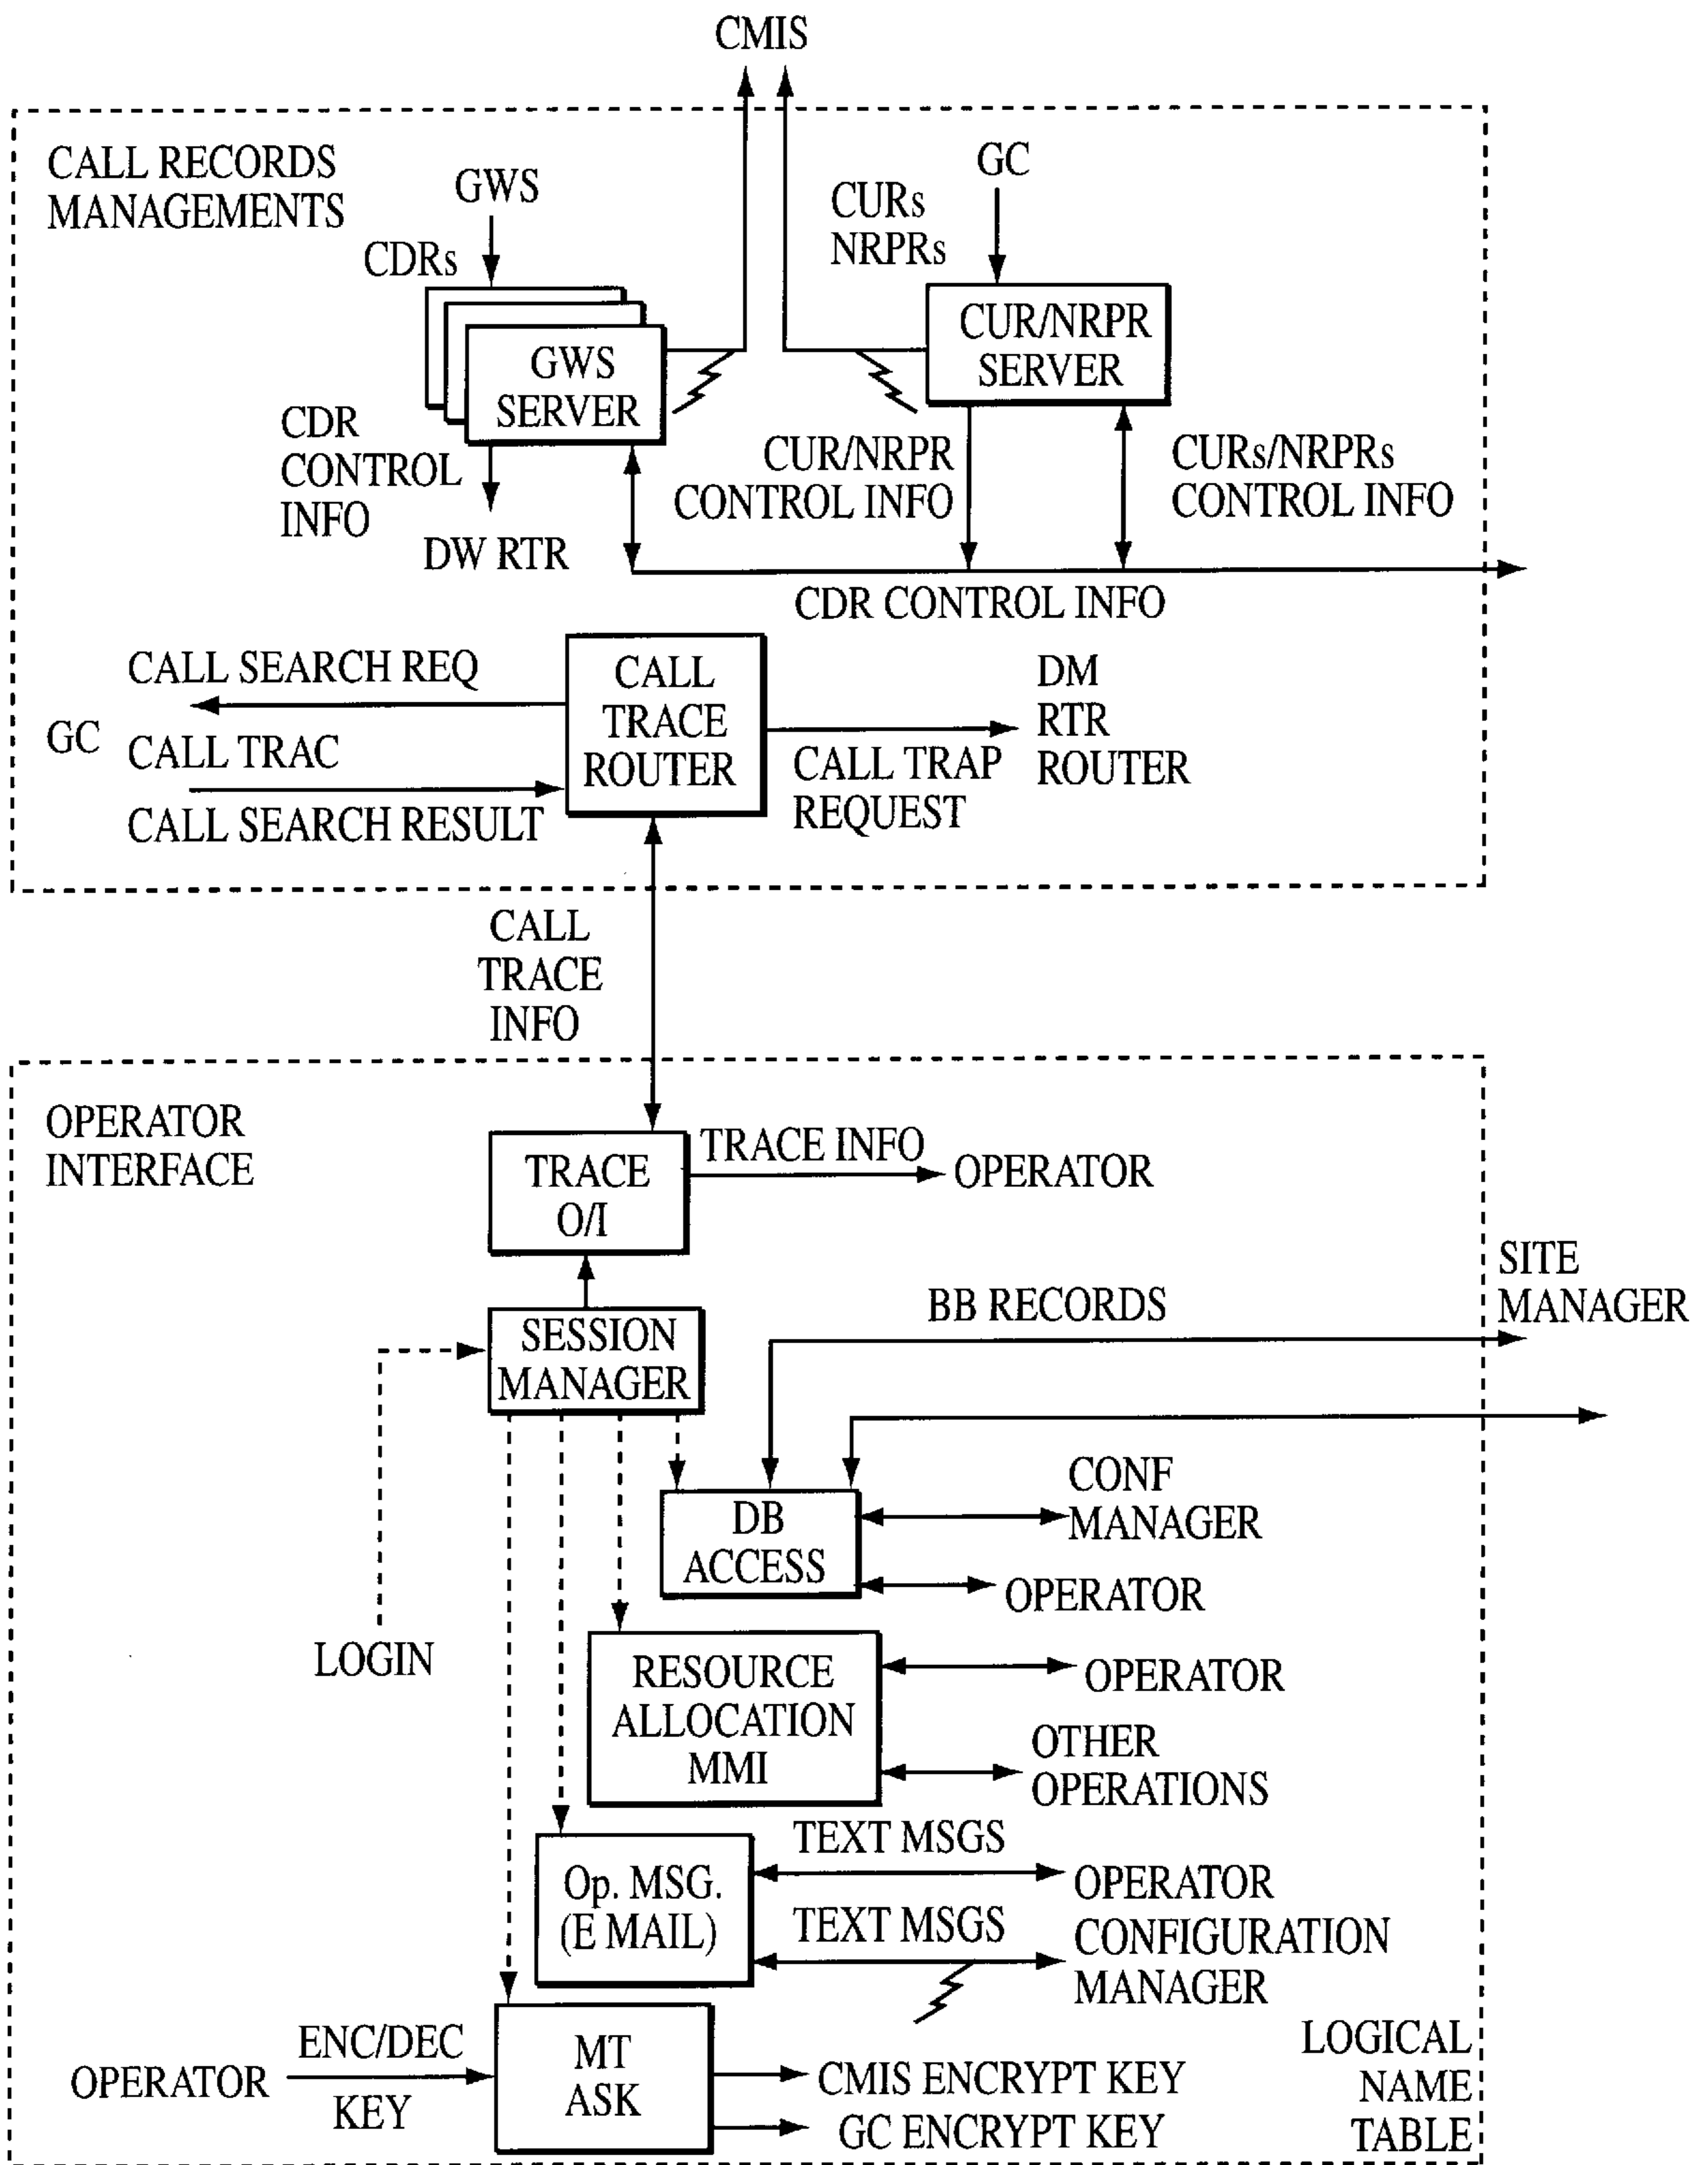 CMIS
CALL RECORDS
MANAGEMENTS
GWS
CDRs
CURs
NRPRs
GC
GWS
SERVER
CUR/NRPR
SERVER
CDR
CONTROL
INFO
DW RTR
CUR/NRPR
CONTROL INFO
CURs/NRPRs
CONTROL INFO
CDR CONTROL INFO
CALL SEARCH REQ
GC
CALL TRAC
CALL SEARCH RESULT
CALL
TRACE
ROUTER
CALL TRAP
REQUEST
DM
RTR
ROUTER
CALL
TRACE
INFO
OPERATOR
INTERFACE
TRACE
O/I
TRACE INFO
OPERATOR
SITE
MANAGER
BB RECORDS
SESSION
MANAGER
DB
ACCESS
CONF
MANAGER
OPERATOR
LOGIN
RESOURCE
ALLOCATION
MMI
OPERATOR
OTHER
OPERATIONS
Op. MSG.
(E MAIL)
TEXT MSGS
OPERATOR
TEXT MSGS
CONFIGURATION
MANAGER
OPERATOR
ENC/DEC
KEY
MT
ASK
CMIS ENCRYPT KEY
GC ENCRYPT KEY
LOGICAL
NAME
TABLE